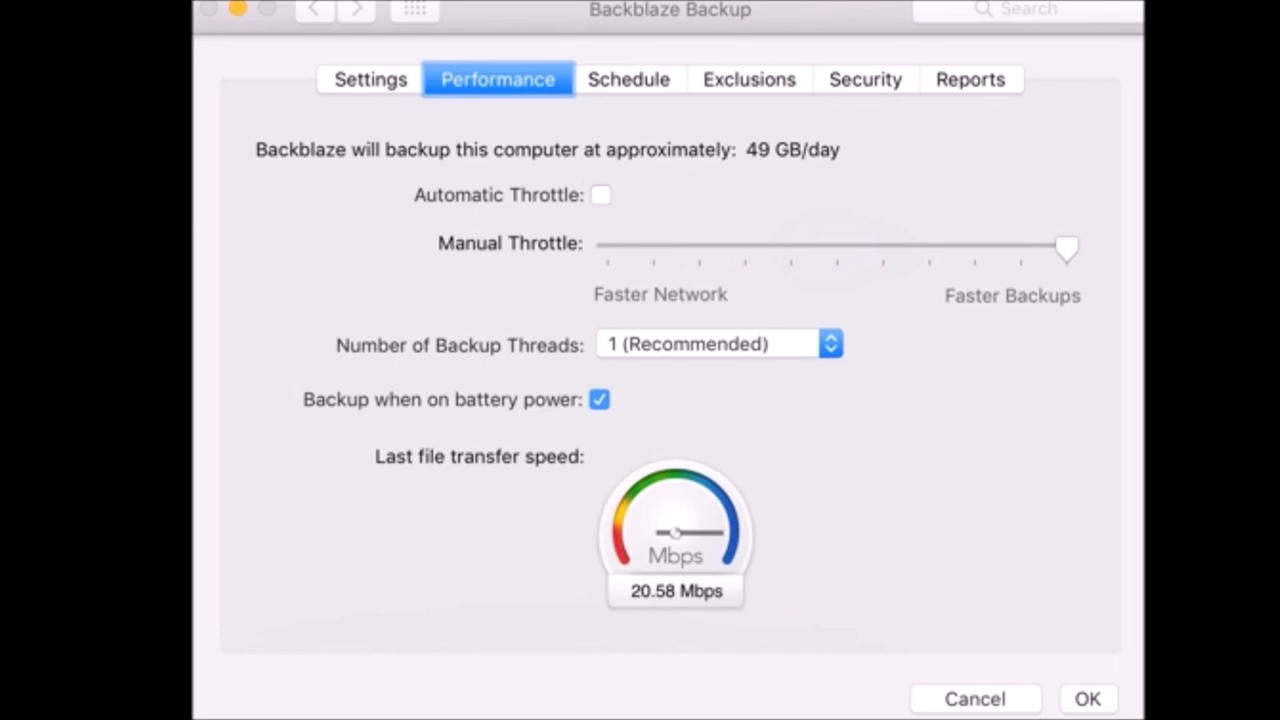 Backblaze Backup
Search
Settings Performance Schedule Exclusions Security Reports
Backblaze will backup this computer at approximately: 49 GB/day
Automatic Throttle:
Manual Throttle:
Faster Network Faster Backups
Number of Backup Threads: 1 (Recommended)
Backup when on battery power:
Last file transfer speed:
Mbps
20.58 Mbps
Cancel OK